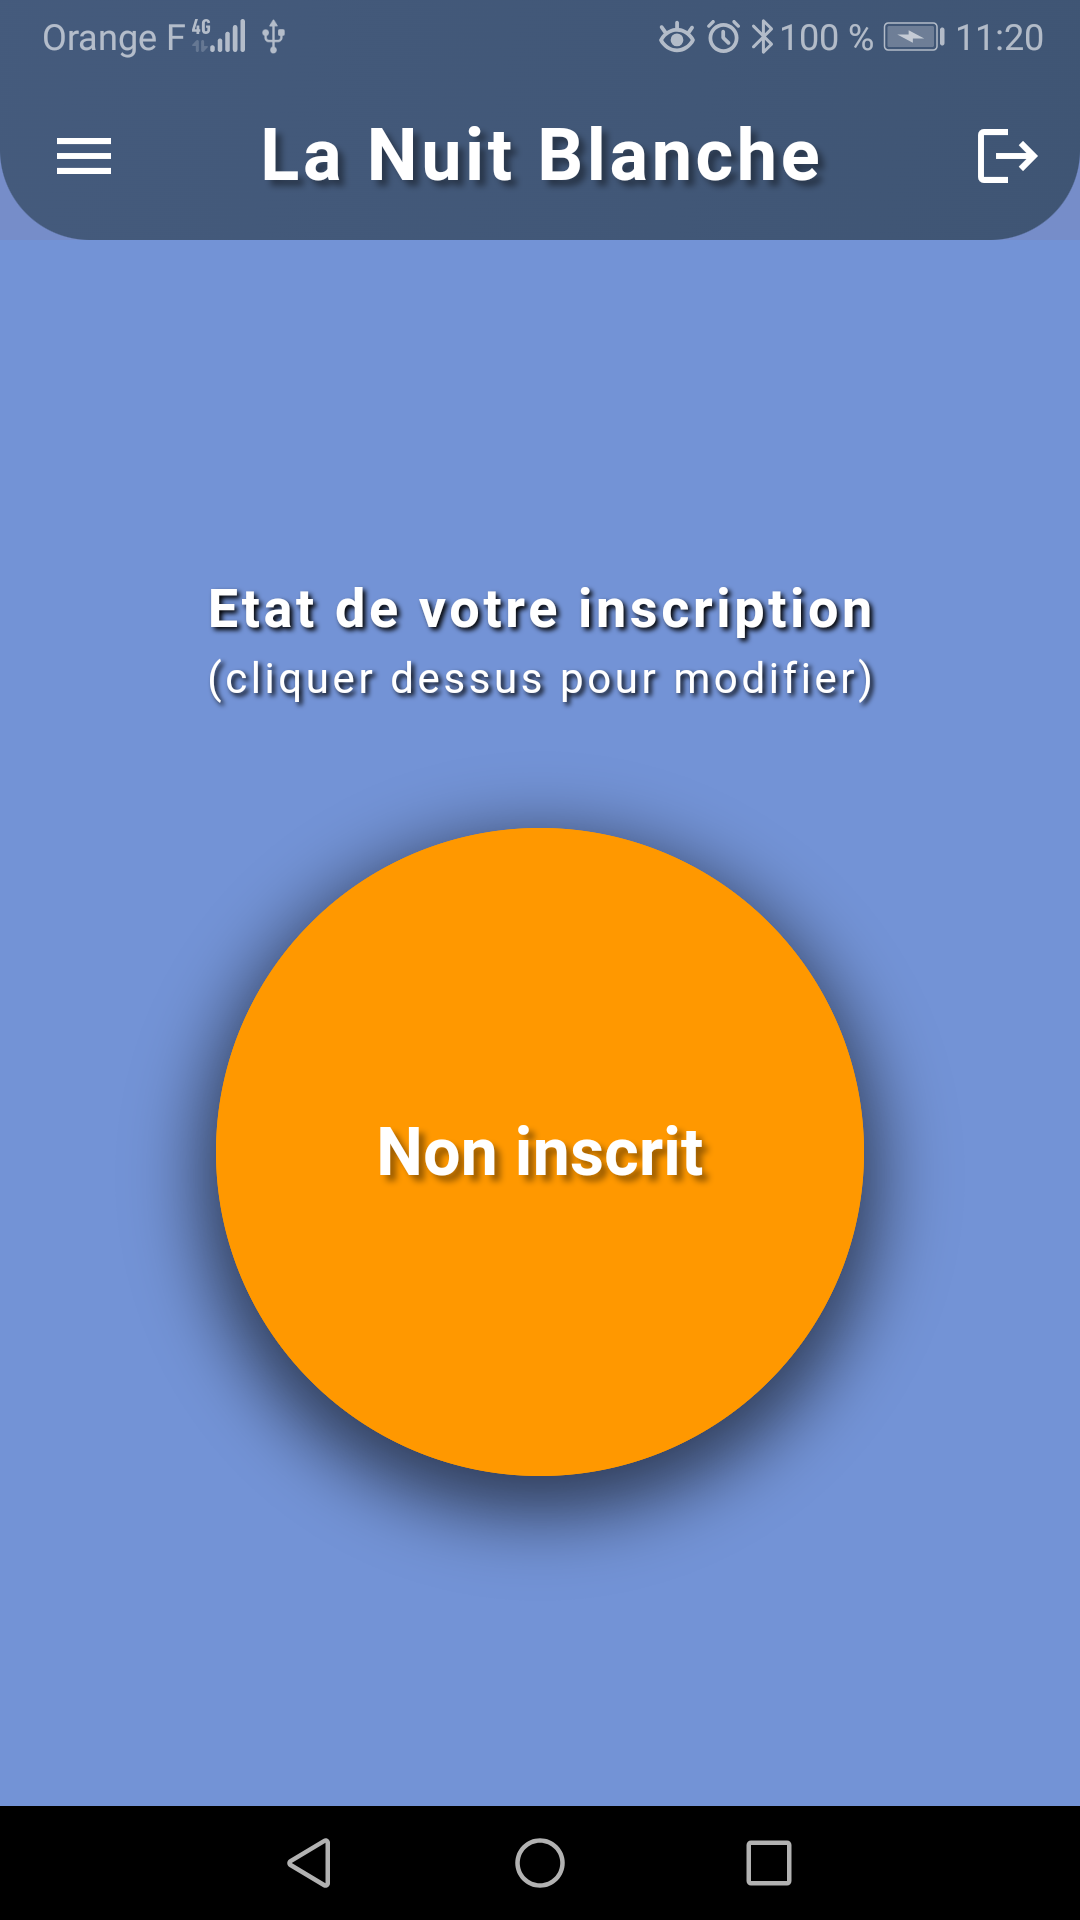 Orange F 4G 100 % 11:20
La Nuit Blanche
Etat de votre inscription
(cliquer dessus pour modifier)
Non inscrit